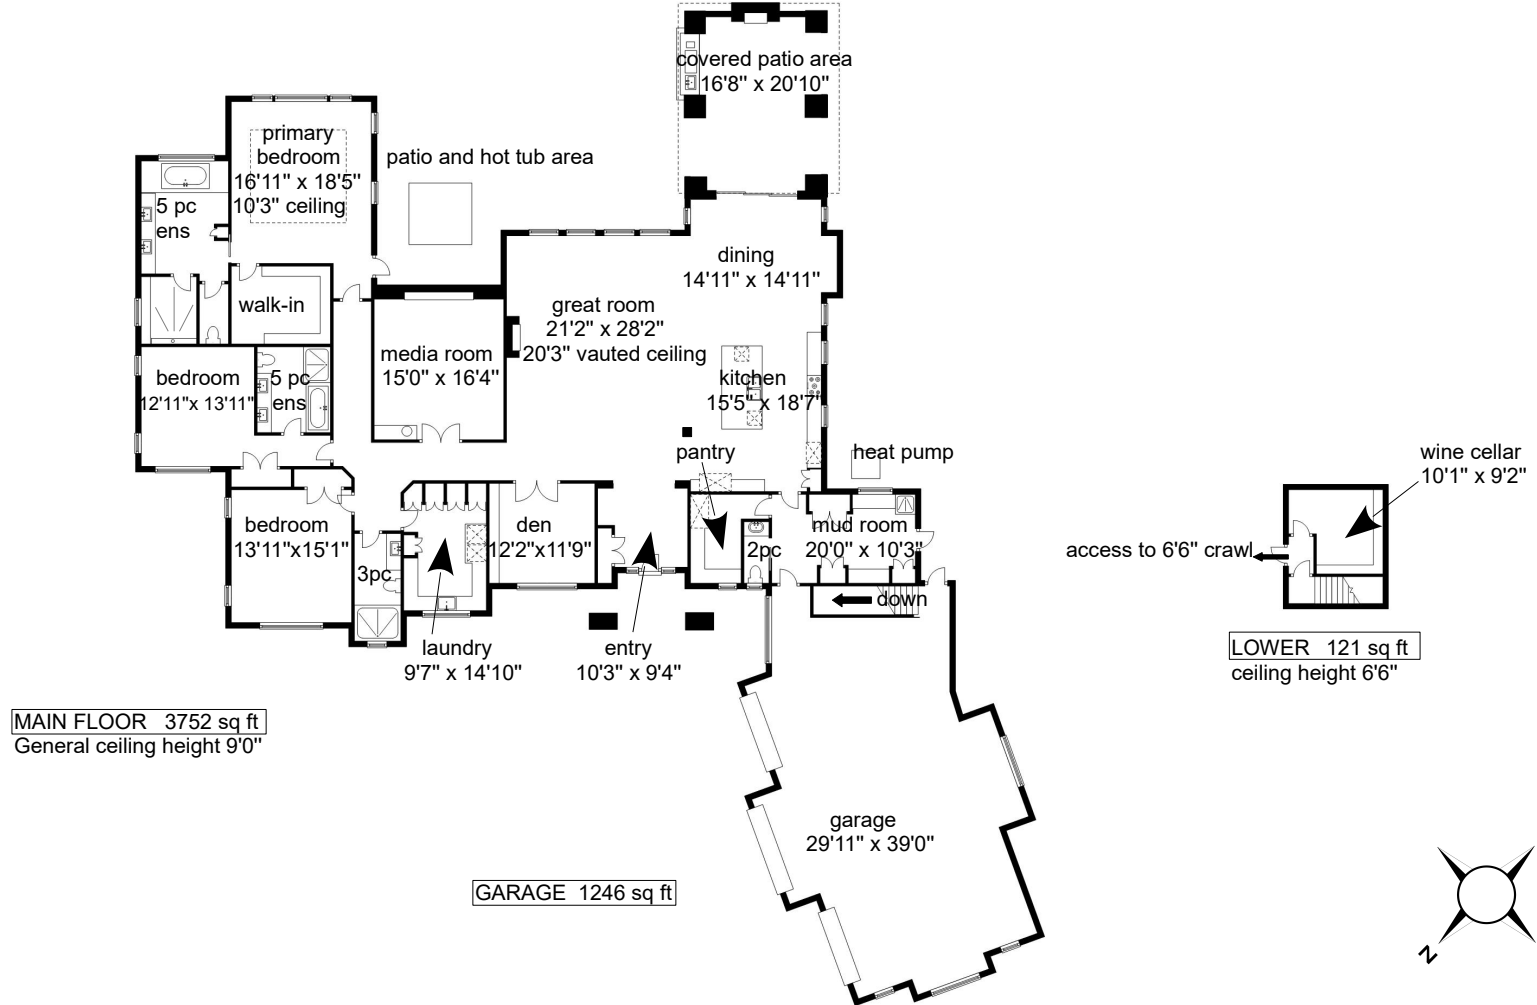 covered patio area
16'8" x 20'10"
primary
bedroom
16'11" x 18'5"
10'3" ceiling
patio and hot tub area
5 pc
ens
dining
14'11" x 14'11"
walk-in
great room
21'2" x 28'2"
20'3" vauted ceiling
media room
15'0" x 16'4"
bedroom
12'11"x 13'11"
5 pc
ens
kitchen
15'5" x 18'7"
pantry
heat pump
wine cellar
10'1" x 9'2"
bedroom
13'11"x15'1"
den
12'2"x11'9"
mud room
20'0" x 10'3"
2pc
3pc
access to 6'6" crawl
down
laundry
9'7" x 14'10"
entry
10'3" x 9'4"
LOWER 121 sq ft
ceiling height 6'6"
MAIN FLOOR 3752 sq ft
General ceiling height 9'0"
garage
29'11" x 39'0"
GARAGE 1246 sq ft
N